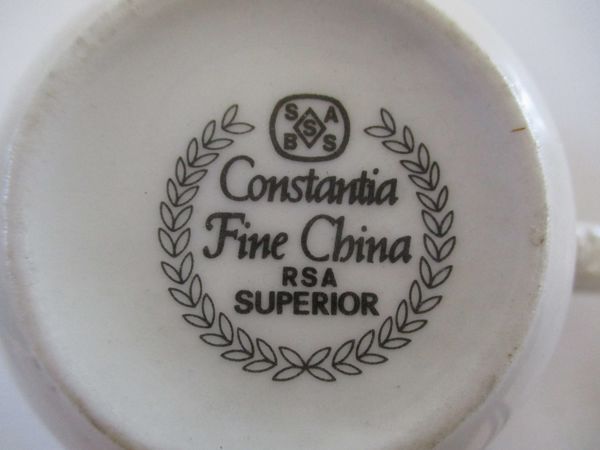 S A
S
B S
Constantia
Fine China
RSA
SUPERIOR